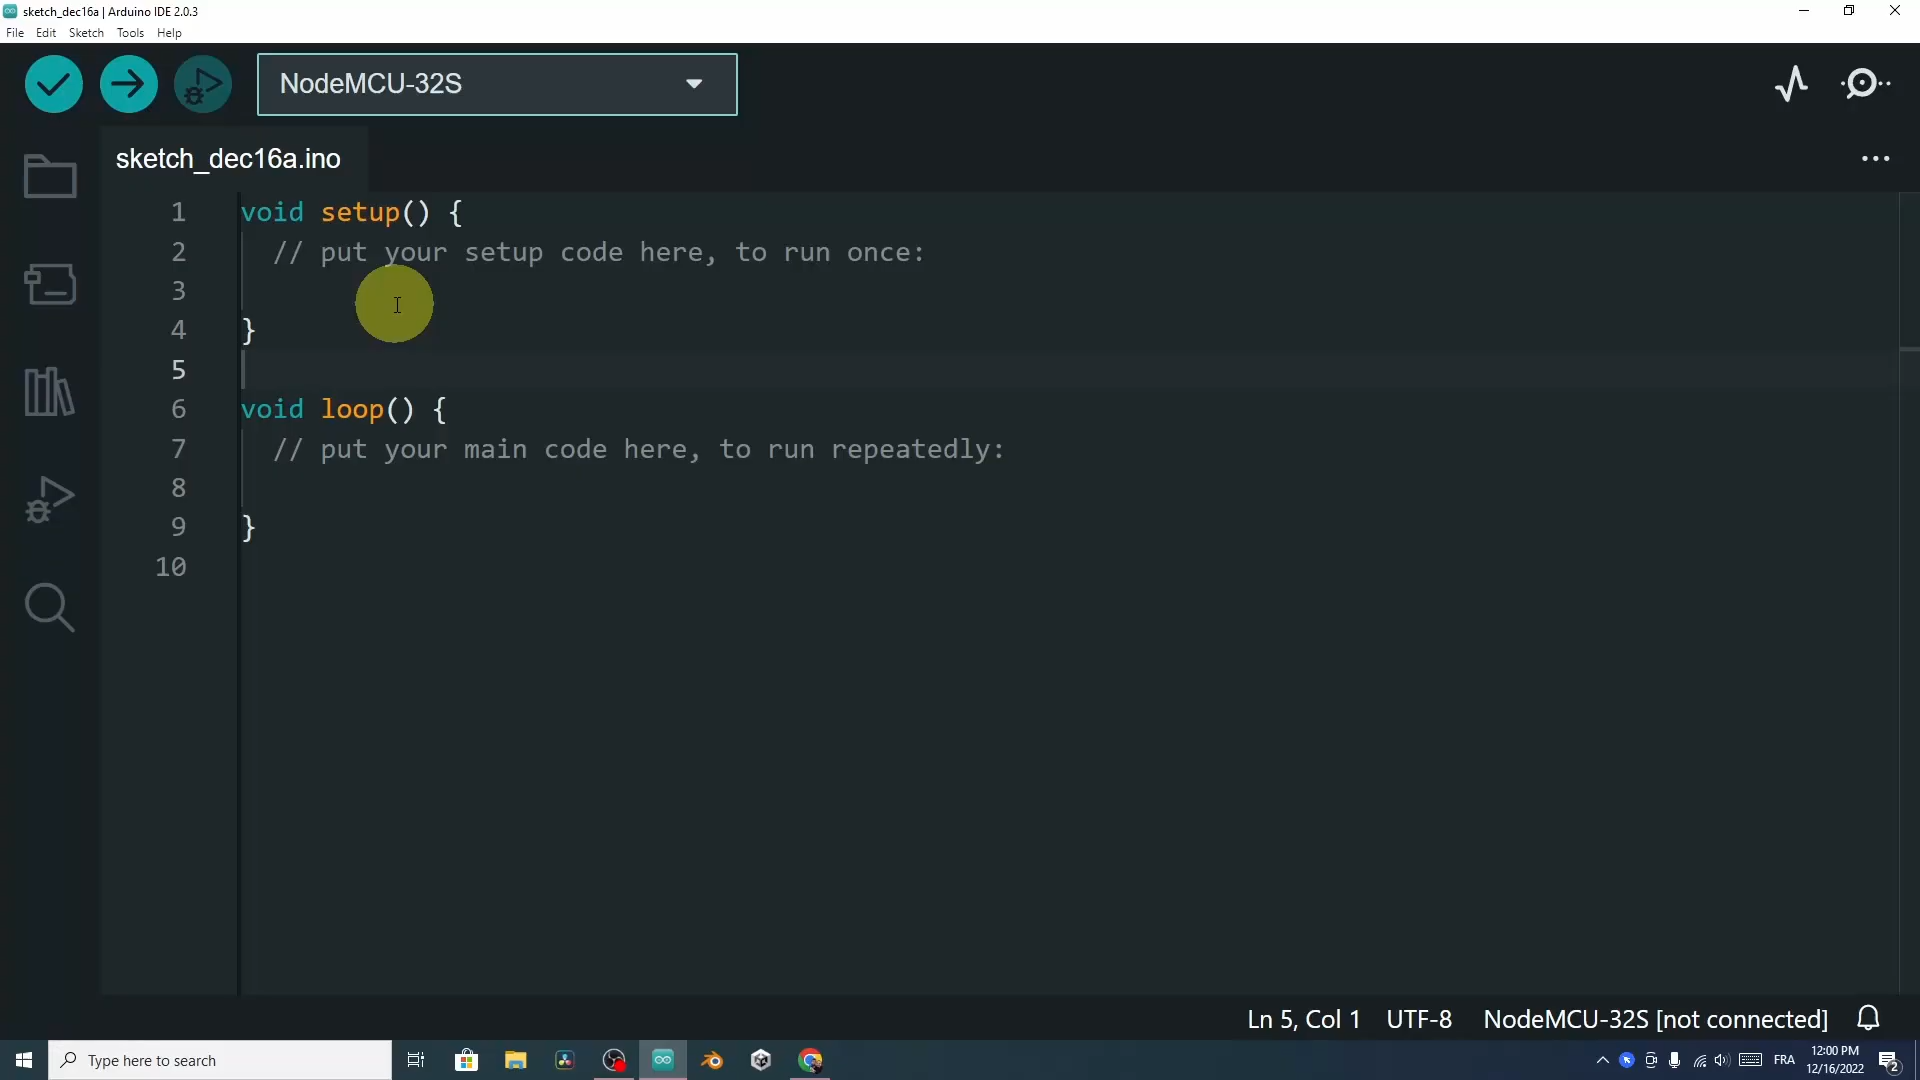 sketch_dec16a | Arduino IDE 2.0.3
File Edit Sketch Tools Help
NodeMCU-32S
sketch_dec16a.ino
1 void setup() {
2 // put your setup code here, to run once:
3
4 }
5
6 void loop() {
7 // put your main code here, to run repeatedly:
8
9 }
10
Ln 5, Col 1 UTF-8 NodeMCU-32S [not connected]
Type here to search
FRA
12:00 PM
12/16/2022
2